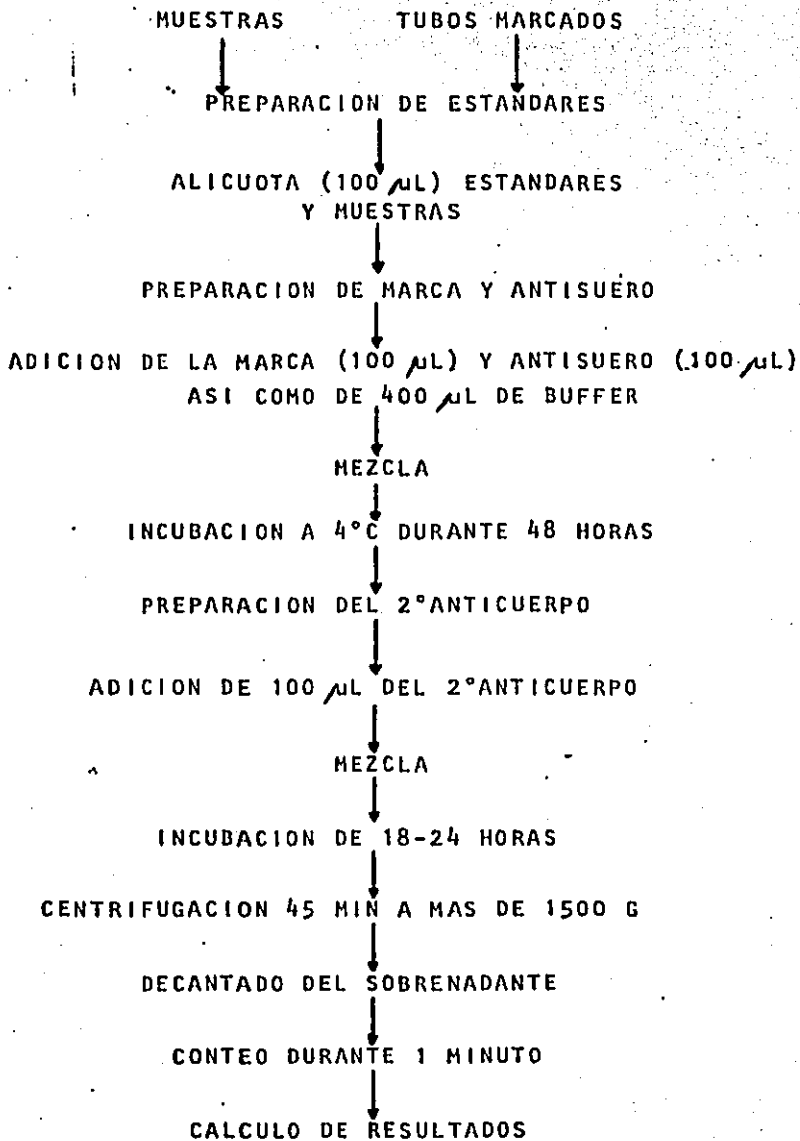 MUESTRAS TUBOS MARCADOS
PREPARACION DE ESTANDARES
ALICUOTA (100 µL) ESTANDARES
Y MUESTRAS
PREPARACION DE MARCA Y ANTISUERO
ADICION DE LA MARCA (100 µL) Y ANTISUERO (100 µL)
ASI COMO DE 400 µL DE BUFFER
MEZCLA
INCUBACION A 4°C DURANTE 48 HORAS
PREPARACION DEL 2°ANTICUERPO
ADICION DE 100 µL DEL 2°ANTICUERPO
MEZCLA
INCUBACION DE 18-24 HORAS
CENTRIFUGACION 45 MIN A MAS DE 1500 G
DECANTADO DEL SOBRENADANTE
CONTEO DURANTE 1 MINUTO
CALCULO DE RESULTADOS